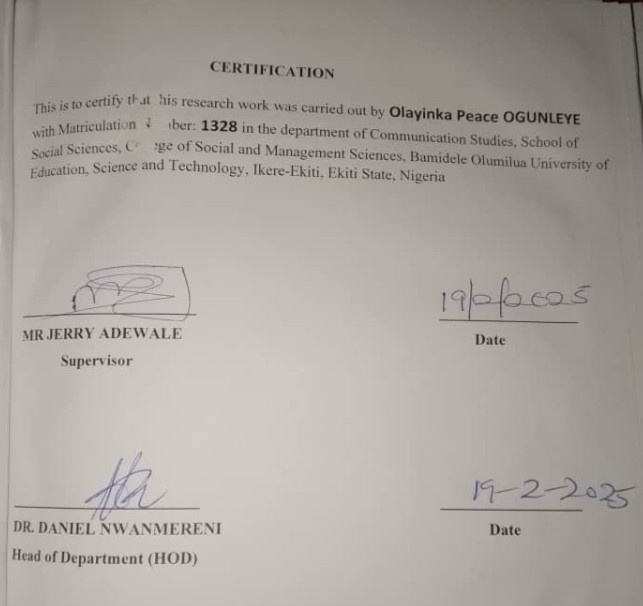 CERTIFICATION
This is to certify that his research work was carried out by Olayinka Peace OGUNLEYE
with Matriculation ber: 1328 in the department of Communication Studies, School of
Social Sciences, C ege of Social and Management Sciences, Bamidele Olumilua University of
Education, Science and Technology, Ikere-Ekiti, Ekiti State, Nigeria
19/2/2025
MR JERRY ADEWALE
Date
Supervisor
19-2-2025
DR. DANIEL NWANMERENI
Date
Head of Department (HOD)